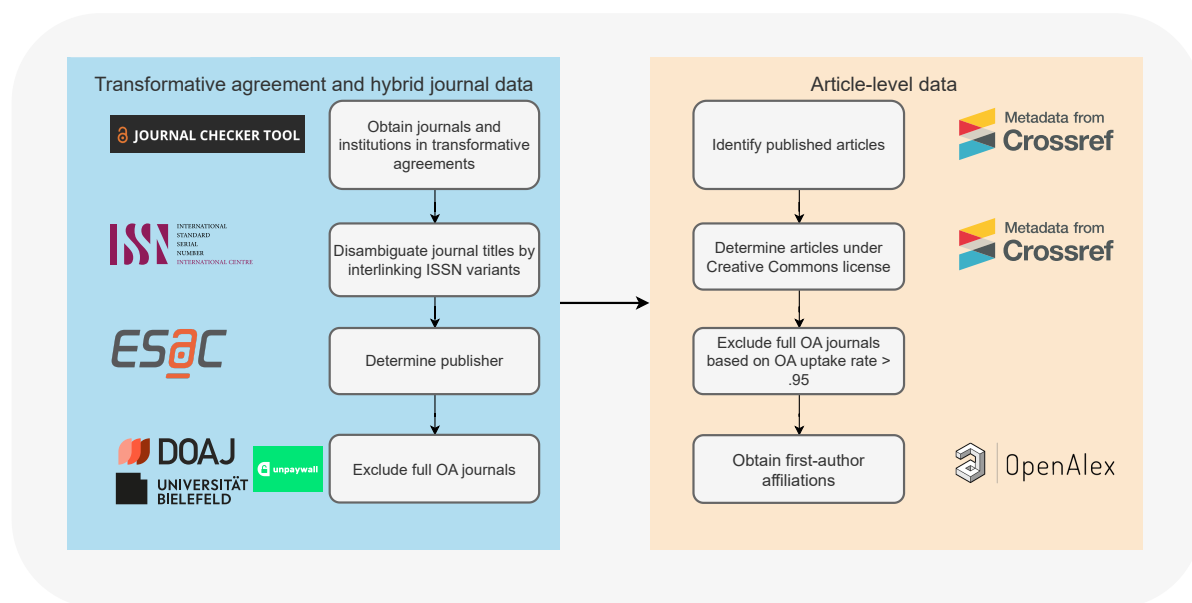 Transformative agreement and hybrid journal data
JOURNAL CHECKER TOOL
Obtain journals and
institutions in transformative
agreements
ISSN
INTERNATIONAL
STANDARD
SERIAL
NUMBER
INTERNATIONAL CENTRE
Disambiguate journal titles by
interlinking ISSN variants
ESaC
Determine publisher
DOAJ
UNIVERSITÄT
BIELEFELD
unpaywall
Exclude full OA journals
Article-level data
Identify published articles
Metadata from
Crossref
Determine articles under
Creative Commons license
Metadata from
Crossref
Exclude full OA journals
based on OA uptake rate >
.95
Obtain first-author
affiliations
OpenAlex